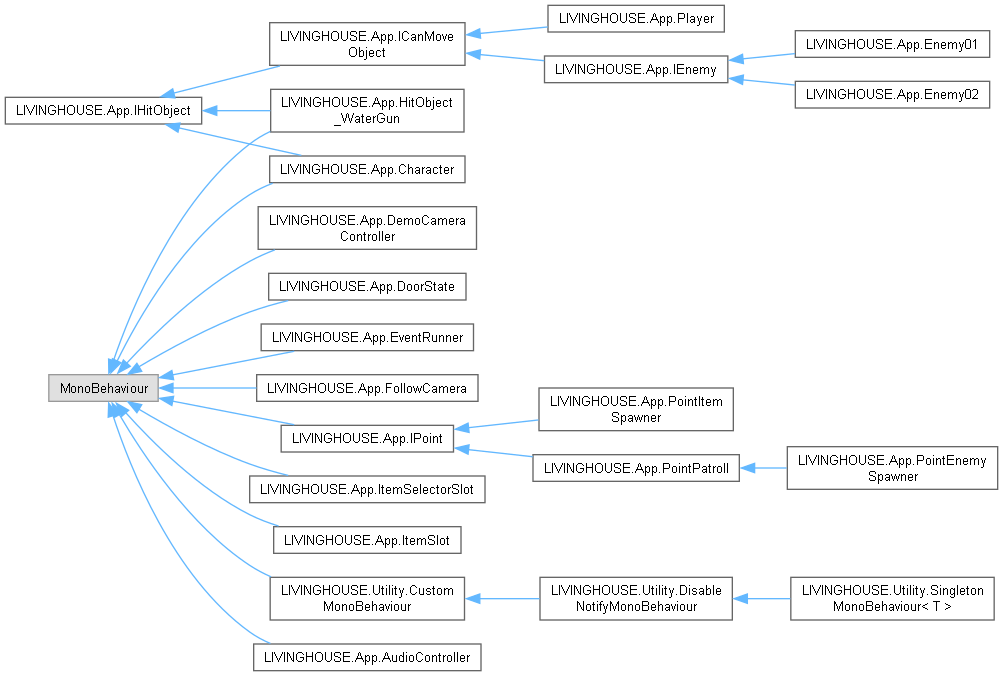 LIVINGHOUSE.App.IHitObject
MonoBehaviour
LIVINGHOUSE.App.ICanMove
Object
LIVINGHOUSE.App.HitObject
_WaterGun
LIVINGHOUSE.App.Character
LIVINGHOUSE.App.DemoCamera
Controller
LIVINGHOUSE.App.DoorState
LIVINGHOUSE.App.EventRunner
LIVINGHOUSE.App.FollowCamera
LIVINGHOUSE.App.IPoint
LIVINGHOUSE.App.ItemSelectorSlot
LIVINGHOUSE.App.ItemSlot
LIVINGHOUSE.Utility.Custom
MonoBehaviour
LIVINGHOUSE.App.AudioController
LIVINGHOUSE.App.Player
LIVINGHOUSE.App.IEnemy
LIVINGHOUSE.App.PointItem
Spawner
LIVINGHOUSE.App.PointPatroll
LIVINGHOUSE.Utility.Disable
NotifyMonoBehaviour
LIVINGHOUSE.App.Enemy01
LIVINGHOUSE.App.Enemy02
LIVINGHOUSE.App.PointEnemy
Spawner
LIVINGHOUSE.Utility.Singleton
MonoBehaviour< T >